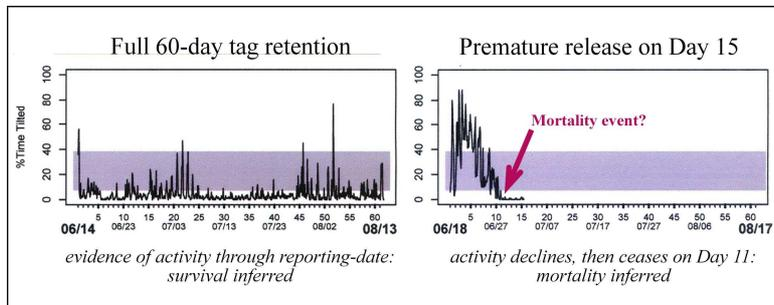 Full 60-day tag retention
Premature release on Day 15
%Time Tilted
100
80
60
40
20
0
5 10 15 20 25 30 35 40 45 50 55 60
06/14 06/23 07/03 07/13 07/23 08/02 08/13
100
80
60
40
20
0
Mortality event?
5 10 15 20 25 30 35 40 45 50 55 60
06/18 06/27 07/07 07/17 07/27 08/06 08/17
evidence of activity through reporting-date:
survival inferred
activity declines, then ceases on Day 11:
mortality inferred